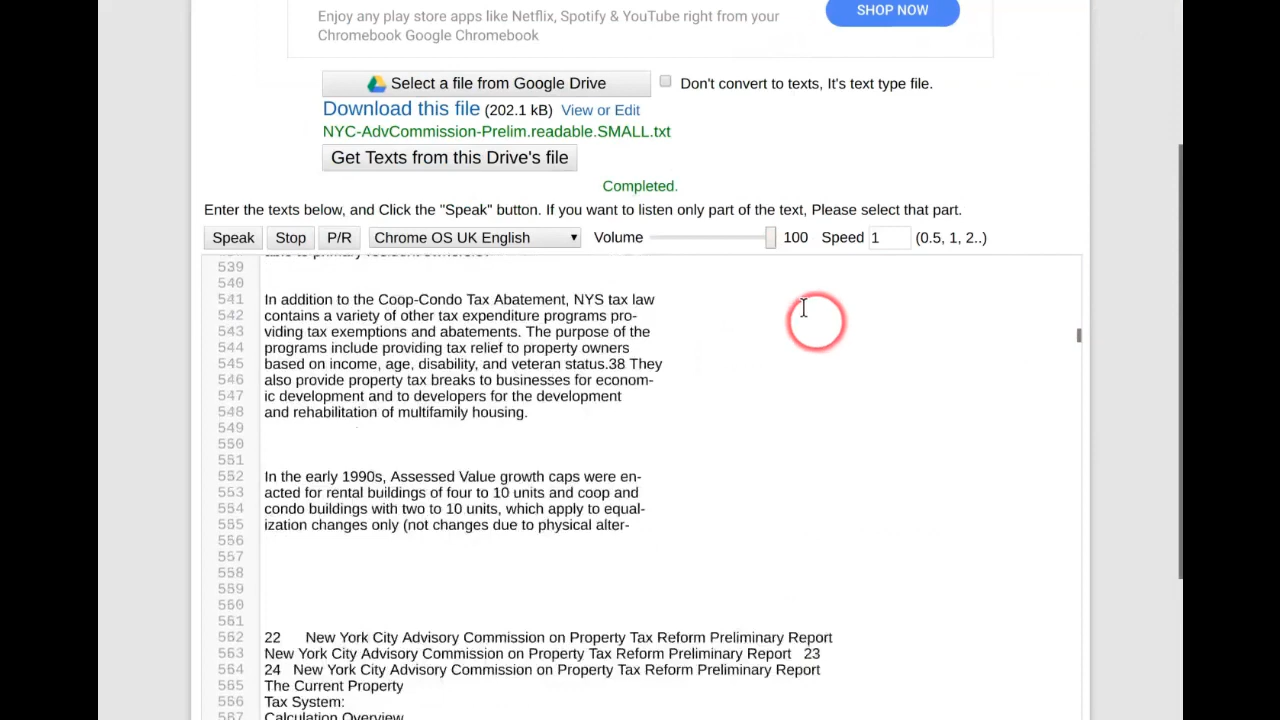 Enjoy any play store apps like Netflix, Spotify & YouTube right from your
Chromebook Google Chromebook
SHOP NOW
Select a file from Google Drive
Don't convert to texts, It's text type file.
Download this file (202.1 kB) View or Edit
NYC-AdvCommission-Prelim.readable.SMALL.txt
Get Texts from this Drive's file
Completed.
Enter the texts below, and Click the "Speak" button. If you want to listen only part of the text, Please select that part.
Speak Stop P/R Chrome OS UK English Volume 100 Speed 1 (0.5, 1, 2..)
539
540
541 In addition to the Coop-Condo Tax Abatement, NYS tax law
542 contains a variety of other tax expenditure programs pro-
543 viding tax exemptions and abatements. The purpose of the
544 programs include providing tax relief to property owners
545 based on income, age, disability, and veteran status.38 They
546 also provide property tax breaks to businesses for econom-
547 ic development and to developers for the development
548 and rehabilitation of multifamily housing.
549
550
551
552 In the early 1990s, Assessed Value growth caps were en-
553 acted for rental buildings of four to 10 units and coop and
554 condo buildings with two to 10 units, which apply to equal-
555 ization changes only (not changes due to physical alter-
556
557
558
559
560
561
562 22 New York City Advisory Commission on Property Tax Reform Preliminary Report
563 New York City Advisory Commission on Property Tax Reform Preliminary Report 23
564 24 New York City Advisory Commission on Property Tax Reform Preliminary Report
565 The Current Property
566 Tax System:
567 Calculation Overview